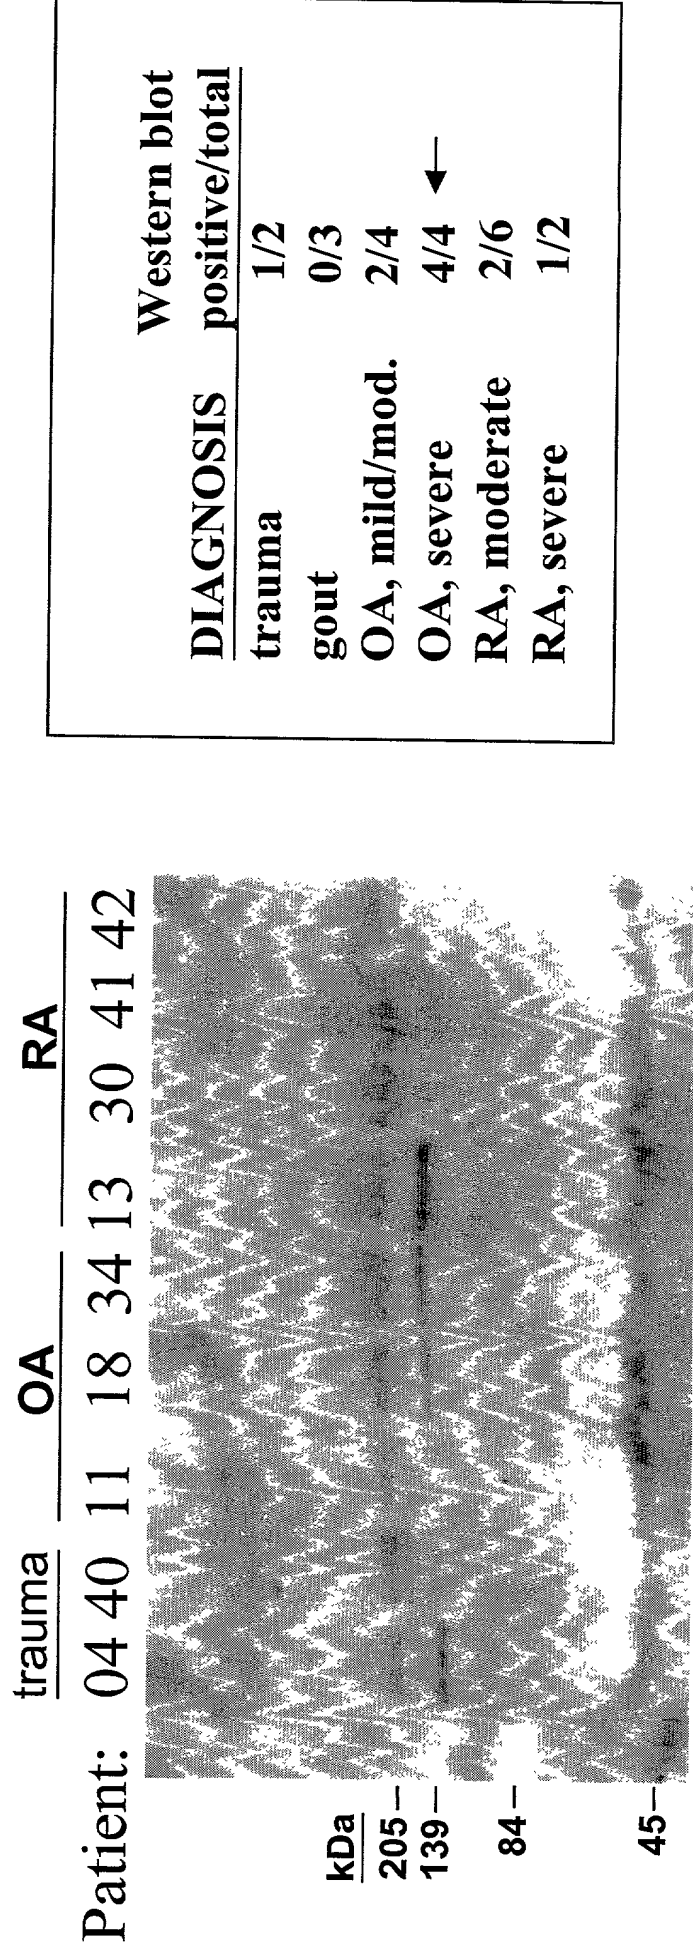 trauma OA RA
Patient: 04 40 11 18 34 13 30 41 42
kDa
205
139
84
45
Western blot
DIAGNOSIS positive/total
trauma 1/2
gout 0/3
OA, mild/mod. 2/4
OA, severe 4/4
RA, moderate 2/6
RA, severe 1/2